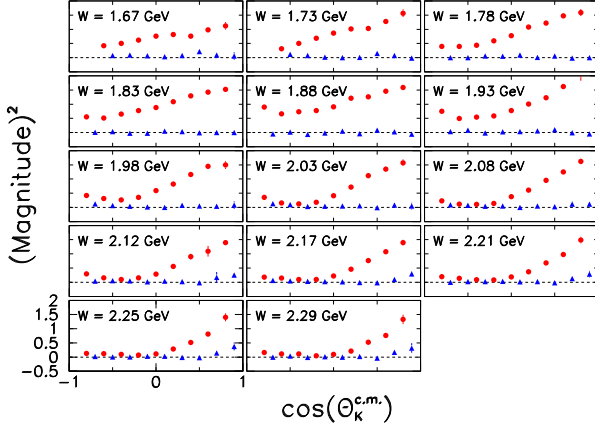 W = 1.67 GeV
W = 1.73 GeV
W = 1.78 GeV
W = 1.83 GeV
W = 1.88 GeV
W = 1.93 GeV
W = 1.98 GeV
W = 2.03 GeV
W = 2.08 GeV
W = 2.12 GeV
W = 2.17 GeV
W = 2.21 GeV
W = 2.25 GeV
W = 2.29 GeV
(Magnitude)²
2
1.5
1
0.5
0
-0.5
-1 0 1
cos(Θ_K^c.m.)